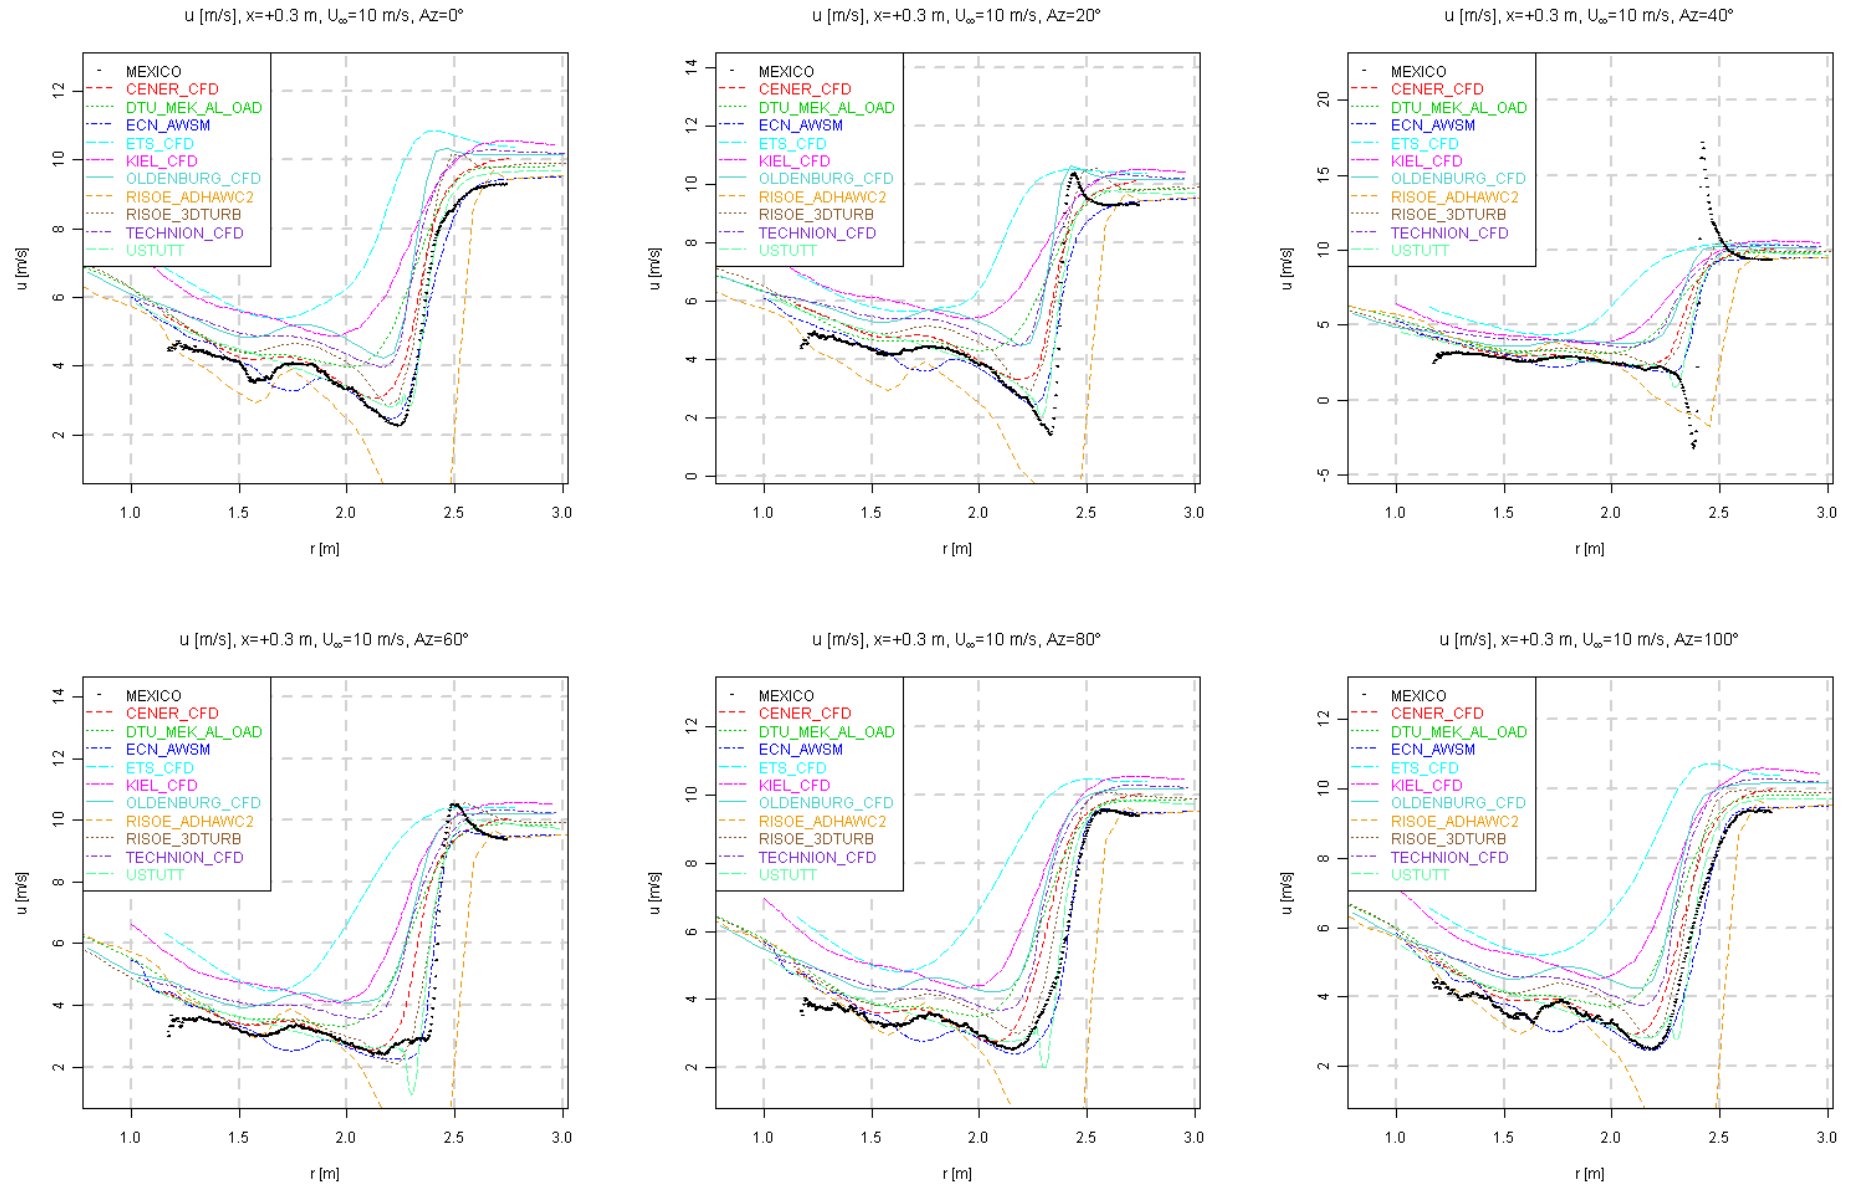 u [m/s], x=+0.3 m, U∞=10 m/s, Az=0°
12
10
8
6
4
2
u [m/s]
MEXICO
CENER_CFD
DTU_MEK_AL_OAD
ECN_AWSM
ETS_CFD
KIEL_CFD
OLDENBURG_CFD
RISOE_ADHAWC2
RISOE_3DTURB
TECHNION_CFD
USTUTT
1.0 1.5 2.0 2.5 3.0
r [m]
u [m/s], x=+0.3 m, U∞=10 m/s, Az=20°
14
12
10
8
6
4
2
0
u [m/s]
MEXICO
CENER_CFD
DTU_MEK_AL_OAD
ECN_AWSM
ETS_CFD
KIEL_CFD
OLDENBURG_CFD
RISOE_ADHAWC2
RISOE_3DTURB
TECHNION_CFD
USTUTT
1.0 1.5 2.0 2.5 3.0
r [m]
u [m/s], x=+0.3 m, U∞=10 m/s, Az=40°
20
15
10
5
0
-5
u [m/s]
MEXICO
CENER_CFD
DTU_MEK_AL_OAD
ECN_AWSM
ETS_CFD
KIEL_CFD
OLDENBURG_CFD
RISOE_ADHAWC2
RISOE_3DTURB
TECHNION_CFD
USTUTT
1.0 1.5 2.0 2.5 3.0
r [m]
u [m/s], x=+0.3 m, U∞=10 m/s, Az=60°
14
12
10
8
6
4
2
u [m/s]
MEXICO
CENER_CFD
DTU_MEK_AL_OAD
ECN_AWSM
ETS_CFD
KIEL_CFD
OLDENBURG_CFD
RISOE_ADHAWC2
RISOE_3DTURB
TECHNION_CFD
USTUTT
1.0 1.5 2.0 2.5 3.0
r [m]
u [m/s], x=+0.3 m, U∞=10 m/s, Az=80°
12
10
8
6
4
2
u [m/s]
MEXICO
CENER_CFD
DTU_MEK_AL_OAD
ECN_AWSM
ETS_CFD
KIEL_CFD
OLDENBURG_CFD
RISOE_ADHAWC2
RISOE_3DTURB
TECHNION_CFD
USTUTT
1.0 1.5 2.0 2.5 3.0
r [m]
u [m/s], x=+0.3 m, U∞=10 m/s, Az=100°
12
10
8
6
4
2
u [m/s]
MEXICO
CENER_CFD
DTU_MEK_AL_OAD
ECN_AWSM
ETS_CFD
KIEL_CFD
OLDENBURG_CFD
RISOE_ADHAWC2
RISOE_3DTURB
TECHNION_CFD
USTUTT
1.0 1.5 2.0 2.5 3.0
r [m]